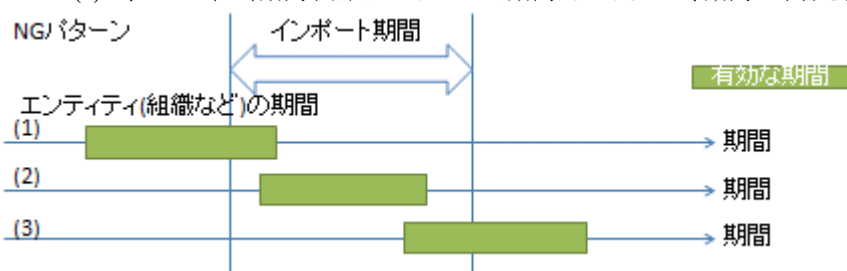 NGパターン
インポート期間
有効な期間
エンティティ(組織など)の期間
(1)
期間
(2)
期間
(3)
期間